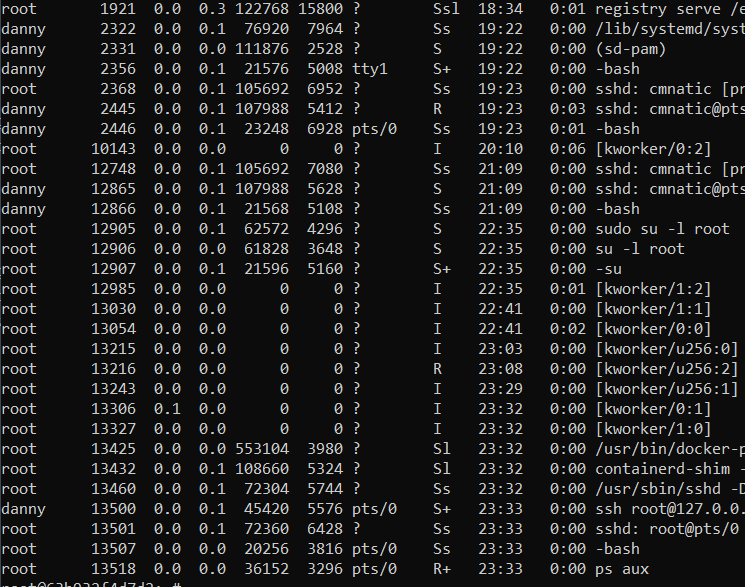 root 1921 0.0 0.3 122768 15800 ? Ssl 18:34 0:01 registry serve /e
danny 2322 0.0 0.1 76920 7964 ? Ss 19:22 0:00 /lib/systemd/syst
danny 2331 0.0 0.0 111876 2528 ? S 19:22 0:00 (sd-pam)
danny 2356 0.0 0.1 21576 5008 tty1 S+ 19:22 0:00 -bash
root 2368 0.0 0.1 105692 6952 ? Ss 19:23 0:00 sshd: cmnatic [pr
danny 2445 0.0 0.1 107988 5412 ? R 19:23 0:03 sshd: cmnatic@pts
danny 2446 0.0 0.1 23248 6928 pts/0 Ss 19:23 0:01 -bash
root 10143 0.0 0.0 0 0 ? I 20:10 0:06 [kworker/0:2]
root 12748 0.0 0.1 105692 7080 ? Ss 21:09 0:00 sshd: cmnatic [pr
danny 12865 0.0 0.1 107988 5628 ? S 21:09 0:00 sshd: cmnatic@pts
danny 12866 0.0 0.1 21568 5108 ? Ss 21:09 0:00 -bash
root 12905 0.0 0.1 62572 4296 ? S 22:35 0:00 sudo su -l root
root 12906 0.0 0.0 61828 3648 ? S 22:35 0:00 su -l root
root 12907 0.0 0.1 21596 5160 ? S+ 22:35 0:00 -su
root 12985 0.0 0.0 0 0 ? I 22:35 0:01 [kworker/1:2]
root 13030 0.0 0.0 0 0 ? I 22:41 0:00 [kworker/1:1]
root 13054 0.0 0.0 0 0 ? I 22:41 0:02 [kworker/0:0]
root 13215 0.0 0.0 0 0 ? I 23:03 0:00 [kworker/u256:0]
root 13216 0.0 0.0 0 0 ? R 23:08 0:00 [kworker/u256:2]
root 13243 0.0 0.0 0 0 ? I 23:29 0:00 [kworker/u256:1]
root 13306 0.1 0.0 0 0 ? I 23:32 0:00 [kworker/0:1]
root 13327 0.0 0.0 0 0 ? I 23:32 0:00 [kworker/1:0]
root 13425 0.0 0.0 553104 3980 ? Sl 23:32 0:00 /usr/bin/docker-p
root 13432 0.0 0.1 108660 5324 ? Sl 23:32 0:00 containerd-shim -
root 13460 0.0 0.1 72304 5744 ? Ss 23:32 0:00 /usr/sbin/sshd -D
danny 13500 0.0 0.1 45420 5576 pts/0 S+ 23:33 0:00 ssh root@127.0.0.
root 13501 0.0 0.1 72360 6428 ? Ss 23:33 0:00 sshd: root@pts/0
root 13507 0.0 0.0 20256 3816 pts/0 Ss 23:33 0:00 -bash
root 13518 0.0 0.0 36152 3296 pts/0 R+ 23:33 0:00 ps aux